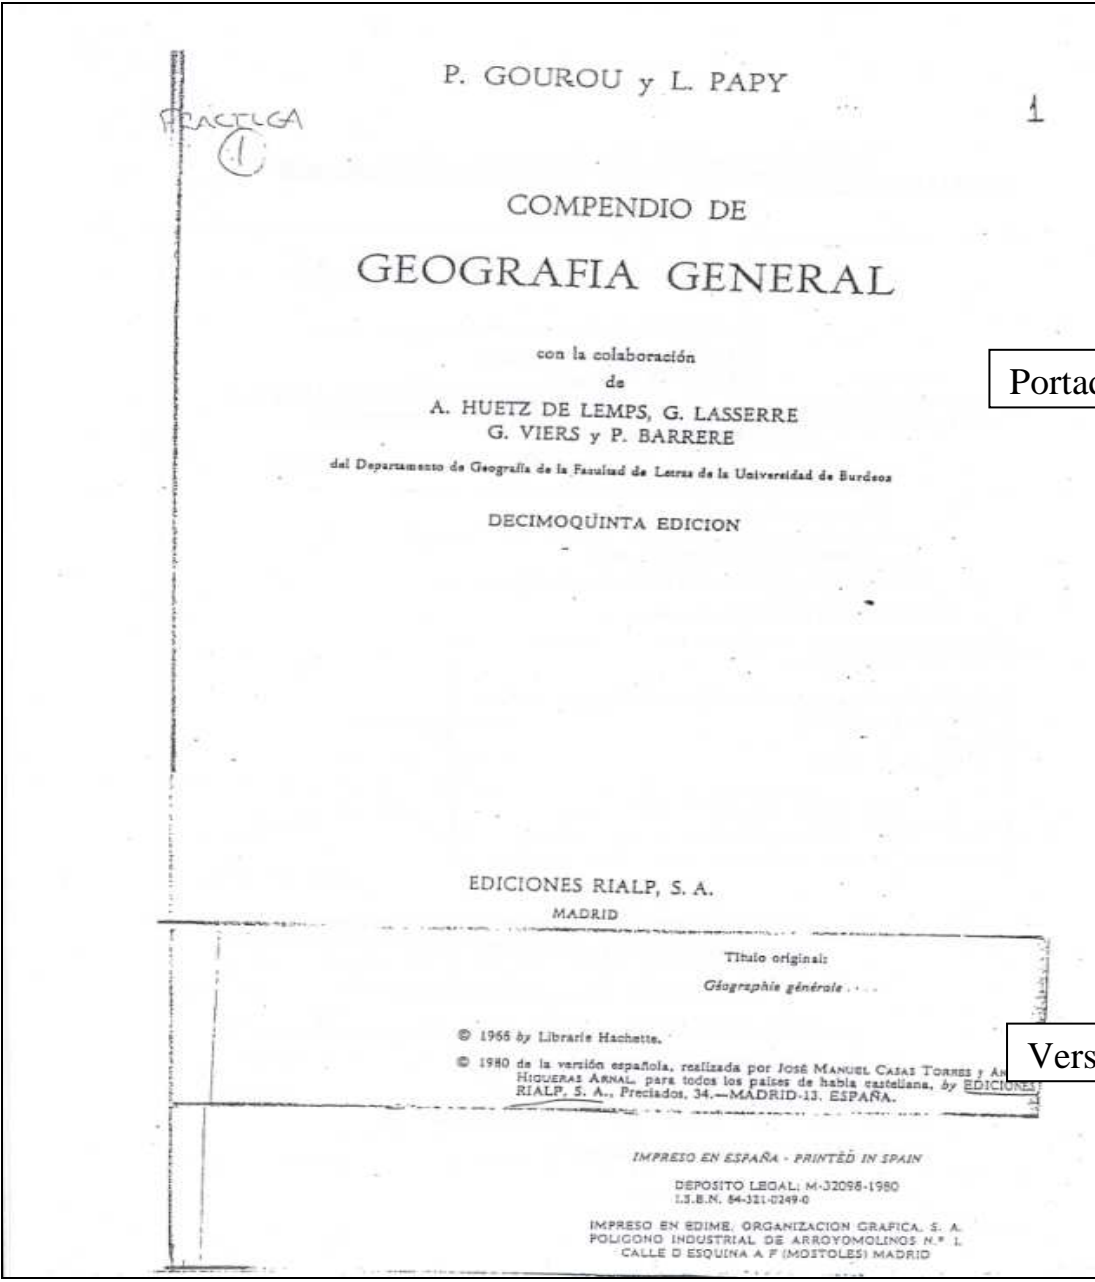 P. GOUROU y L. PAPY
1
PRACTICA
1
COMPENDIO DE
GEOGRAFIA GENERAL
con la colaboración
de
A. HUETZ DE LEMPS, G. LASSERRE
G. VIERS y P. BARRERE
del Departamento de Geografía de la Facultad de Letras de la Universidad de Burdeos
DECIMOQUINTA EDICION
EDICIONES RIALP, S. A.
MADRID
Título original:
Géographie générale
© 1966 by Librarie Hachette.
© 1980 de la versión española, realizada por JOSÉ MANUEL CASAS TORRES y
HIGUERAS ARNAL, para todos los países de habla castellana, by EDICIONES
RIALP, S. A., Preciados, 34.—MADRID-13. ESPAÑA.
IMPRESO EN ESPAÑA - PRINTED IN SPAIN
DEPOSITO LEGAL: M-32098-1980
I.S.B.N. 84-321-0249-0
IMPRESO EN EDIME, ORGANIZACION GRAFICA, S. A.
POLIGONO INDUSTRIAL DE ARROYOMOLINOS N.º 1.
CALLE D ESQUINA A F (MOSTOLES) MADRID